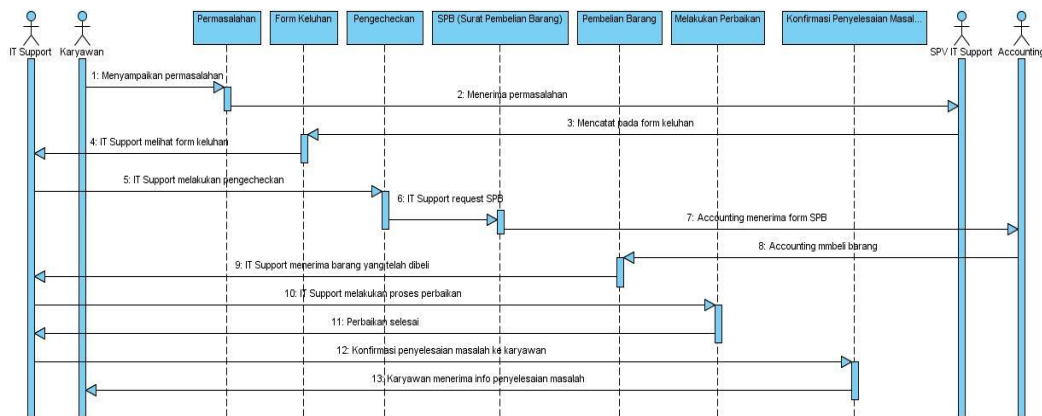 Permasalahan
Form Keluhan
Pengecheckan
SPB (Surat Pembelian Barang)
Pembelian Barang
Melakukan Perbaikan
Konfirmasi Penyelesaian Masal...
IT Support
Karyawan
SPV IT Support
Accounting
1: Menyampaikan permasalahan
2: Menerima permasalahan
3: Mencatat pada form keluhan
4: IT Support melihat form keluhan
5: IT Support melakukan pengecheckan
6: IT Support request SPB
7: Accounting menerima form SPB
8: Accounting mmbeli barang
9: IT Support menerima barang yang telah dibeli
10: IT Support melakukan proses perbaikan
11: Perbaikan selesai
12: Konfirmasi penyelesaian masalah ke karyawan
13: Karyawan menerima info penyelesaian masalah